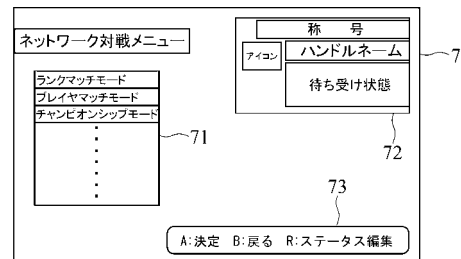 ネットワーク対戦メニュー
称　号
アイコン
ハンドルネーム
待ち受け状態
7
72
ランクマッチモード
プレイヤマッチモード
チャンピオンシップモード
71
73
A:決定 B:戻る R:ステータス編集